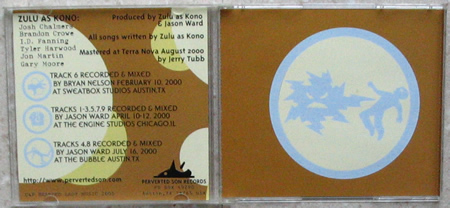 ZULU AS KONO:
Josh Chalmers
Brandon Crowe
I.D. Fanning
Tyler Harwood
Jon Martin
Gary Moore
Produced by Zulu as Kono
& Jason Ward
All songs written by Zulu as Kono
Mastered at Terra Nova August 2000
by Jerry Tubb
TRACK 6 RECORDED & MIXED
BY BRYAN NELSON FEBRUARY 10, 2000
AT SWEATBOX STUDIOS AUSTIN.TX
TRACKS 1-3.5.7.9 RECORDED & MIXED
BY JASON WARD APRIL 10-12, 2000
AT THE ENGINE STUDIOS CHICAGO.IL
TRACKS 4.8 RECORDED & MIXED
BY JASON WARD JULY 16, 2000
AT THE BUBBLE AUSTIN.TX
http://www.pervertedson.com
PERVERTED SON RECORDS